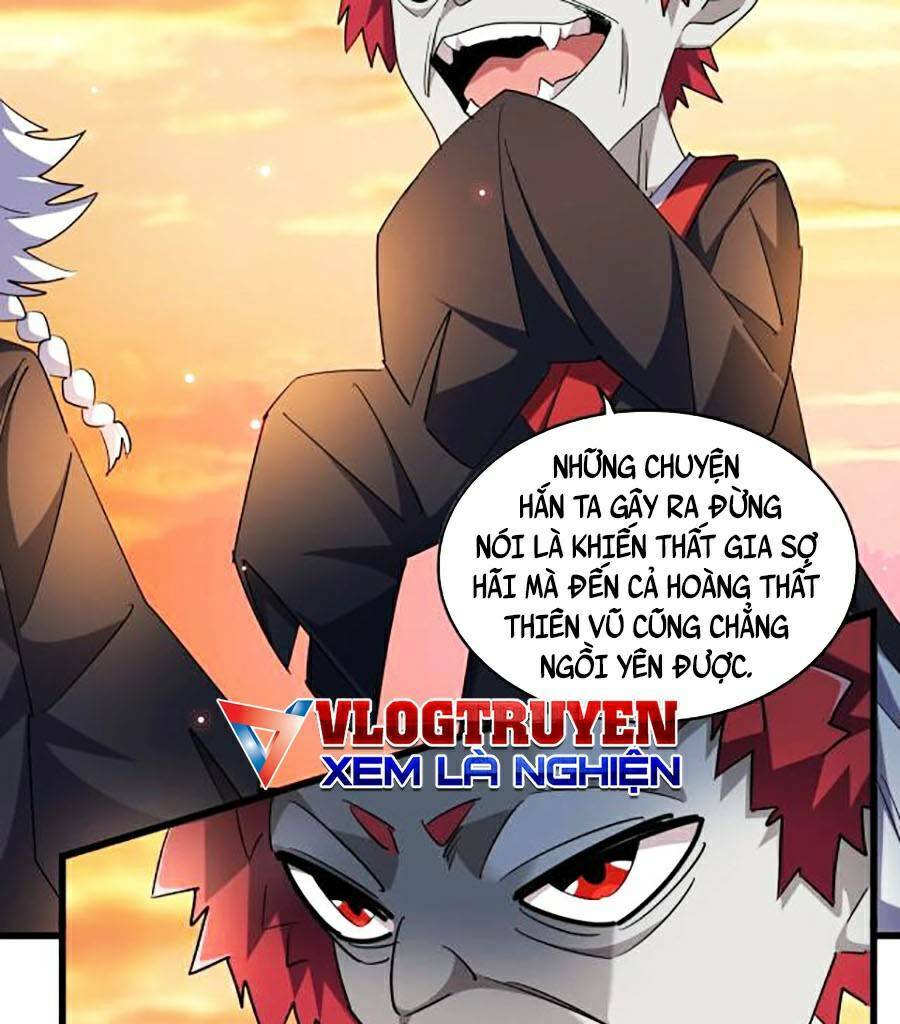 NHỮNG CHUYỆN
HẮN TA GÂY RA ĐỪNG
NÓI LÀ KHIẾN THẤT GIA SỢ
HÃI MÀ ĐẾN CẢ HOÀNG THẤT
THIÊN VŨ CŨNG CHẲNG
NGỒI YÊN ĐƯỢC.
VLOGTRUYEN
XEM LÀ NGHIỆN